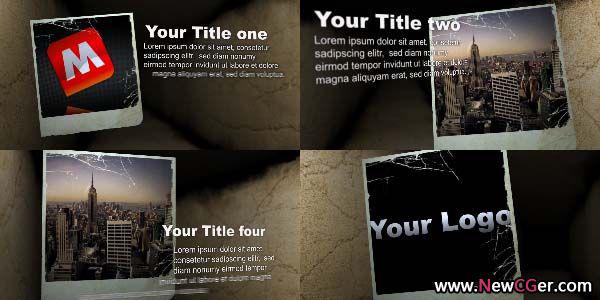 M
Your Title one
Lorem ipsum dolor sit amet, consetetur
sadipscing elitr, sed diam nonumy
eirmod tempor invidunt ut labore et dolore
magna aliquyam erat, sed diam voluptua.
Your Title two
Lorem ipsum dolor sit amet, consetetur
sadipscing elitr, sed diam nonumy
eirmod tempor invidunt ut labore et dolore
magna aliquyam erat, sed diam voluptua.
Your Title four
Lorem ipsum dolor sit amet, consetetur
sadipscing elitr, sed diam nonumy
eirmod tempor invidunt ut labore et dolore
Your Logo
www.NewCGer.com